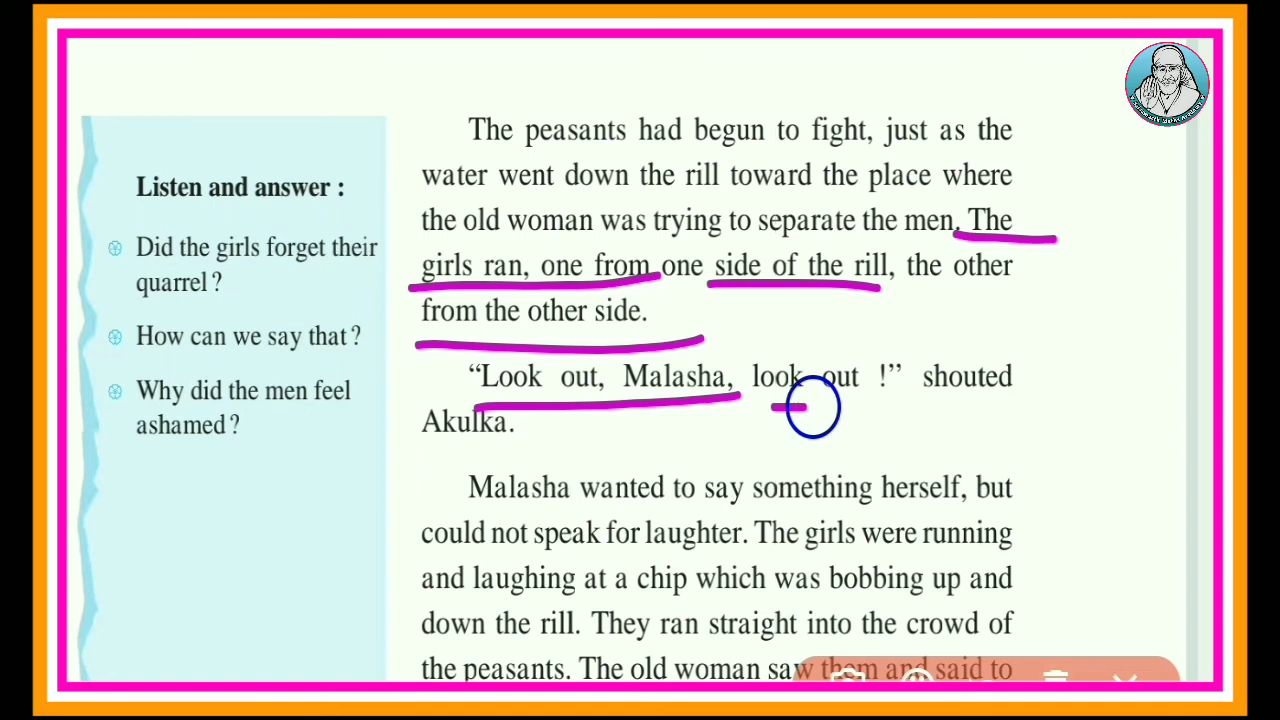 Listen and answer :
Did the girls forget their
quarrel ?
How can we say that ?
Why did the men feel
ashamed ?
The peasants had begun to fight, just as the
water went down the rill toward the place where
the old woman was trying to separate the men. The
girls ran, one from one side of the rill, the other
from the other side.
“Look out, Malasha, look out !” shouted
Akulka.
Malasha wanted to say something herself, but
could not speak for laughter. The girls were running
and laughing at a chip which was bobbing up and
down the rill. They ran straight into the crowd of
the peasants. The old woman saw them and said to